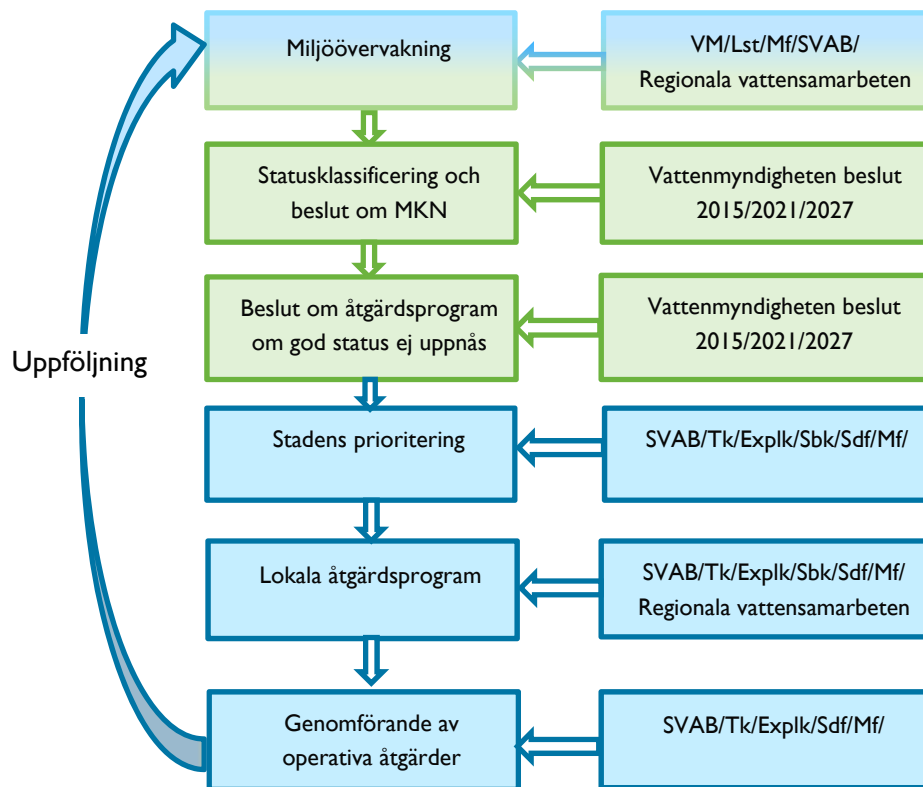 Miljöövervakning
VM/Lst/Mf/SVAB/
Regionala vattensamarbeten
Statusklassificering och
beslut om MKN
Vattenmyndigheten beslut
2015/2021/2027
Beslut om åtgärdsprogram
om god status ej uppnås
Vattenmyndigheten beslut
2015/2021/2027
Uppföljning
Stadens prioritering
SVAB/Tk/Explk/Sbk/Sdf/Mf/
Lokala åtgärdsprogram
SVAB/Tk/Explk/Sbk/Sdf/Mf/
Regionala vattensamarbeten
Genomförande av
operativa åtgärder
SVAB/Tk/Explk/Sdf/Mf/